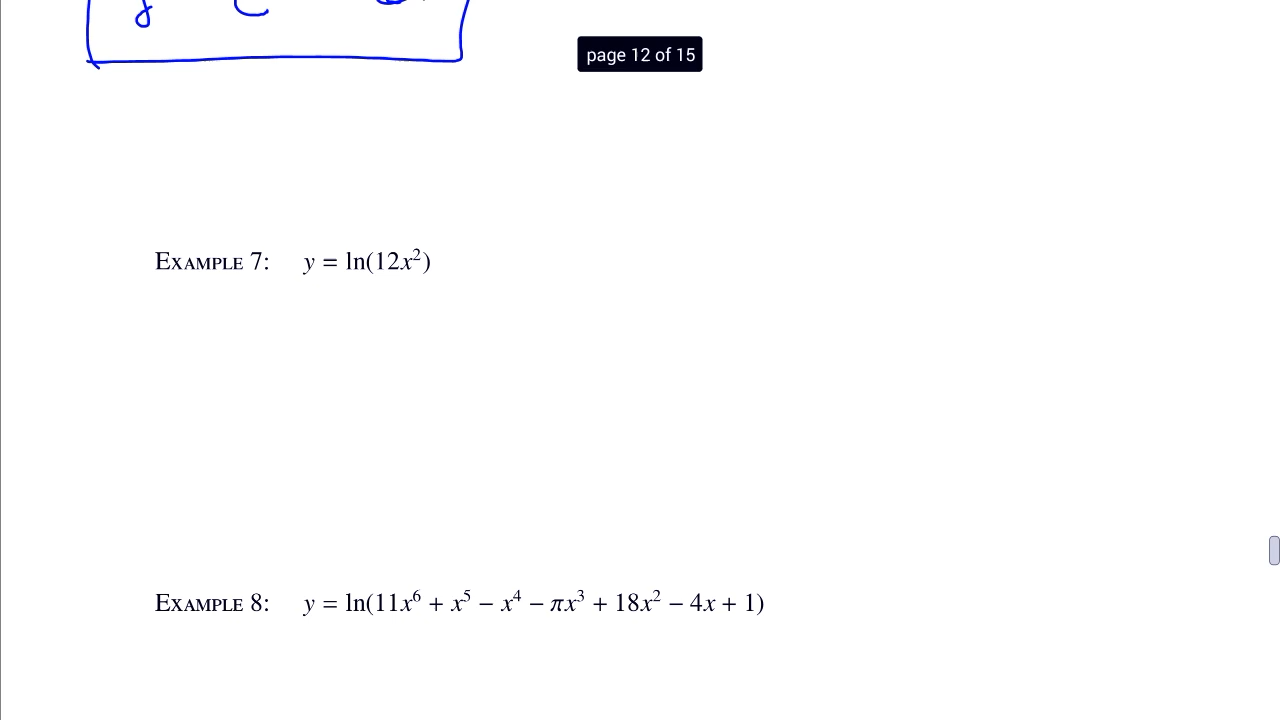 page 12 of 15
Example 7: y = ln(12x²)
Example 8: y = ln(11x⁶ + x⁵ − x⁴ − πx³ + 18x² − 4x + 1)